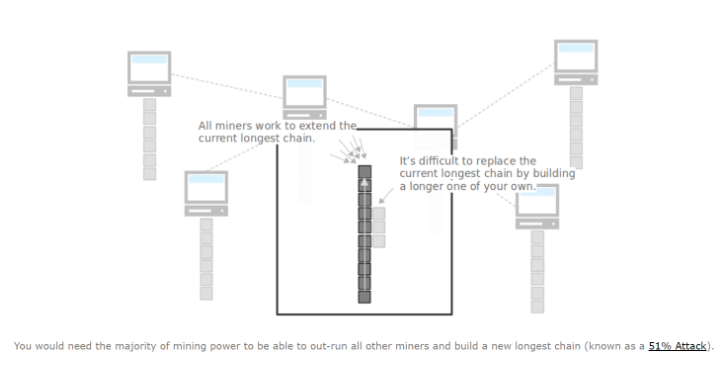 All miners work to extend the
current longest chain.
It's difficult to replace the
current longest chain by building
a longer one of your own.
You would need the majority of mining power to be able to out-run all other miners and build a new longest chain (known as a 51% Attack).